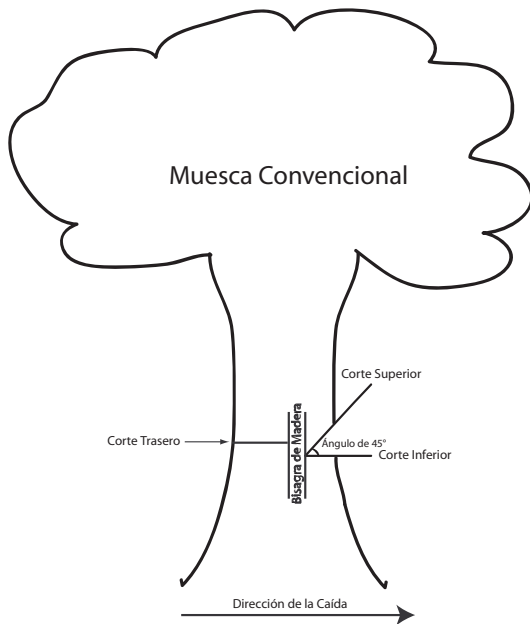 Muesca Convencional
Corte Superior
Bisagra de Madera
Ángulo de 45°
Corte Trasero
Corte Inferior
Dirección de la Caída